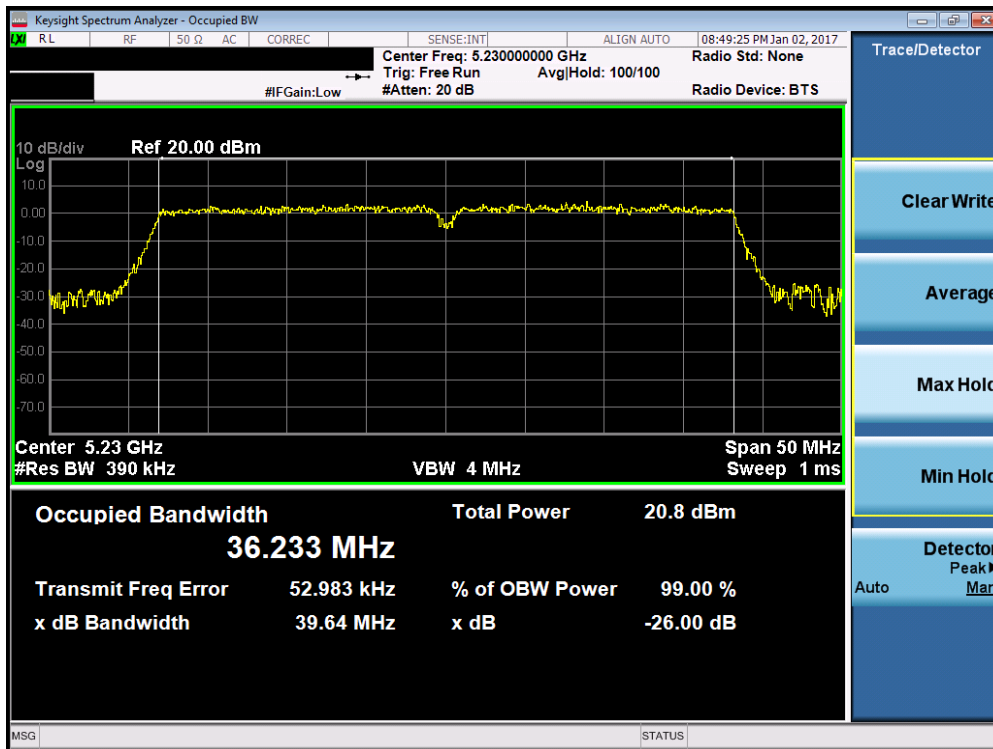 Keysight Spectrum Analyzer - Occupied BW
LXI RL RF 50 Ω AC CORREC SENSE:INT ALIGN AUTO 08:49:25 PM Jan 02, 2017
Center Freq: 5.230000000 GHz Radio Std: None
Trig: Free Run Avg|Hold: 100/100
#IFGain:Low #Atten: 20 dB Radio Device: BTS
Trace/Detector
10 dB/div Ref 20.00 dBm
Log
10.0
0.00
-10.0
-20.0
-30.0
-40.0
-50.0
-60.0
-70.0
Center 5.23 GHz Span 50 MHz
#Res BW 390 kHz VBW 4 MHz Sweep 1 ms
Occupied Bandwidth Total Power 20.8 dBm
36.233 MHz
Transmit Freq Error 52.983 kHz % of OBW Power 99.00 %
x dB Bandwidth 39.64 MHz x dB -26.00 dB
Clear Write
Average
Max Hold
Min Hold
Detector
Peak
Auto Man
MSG STATUS